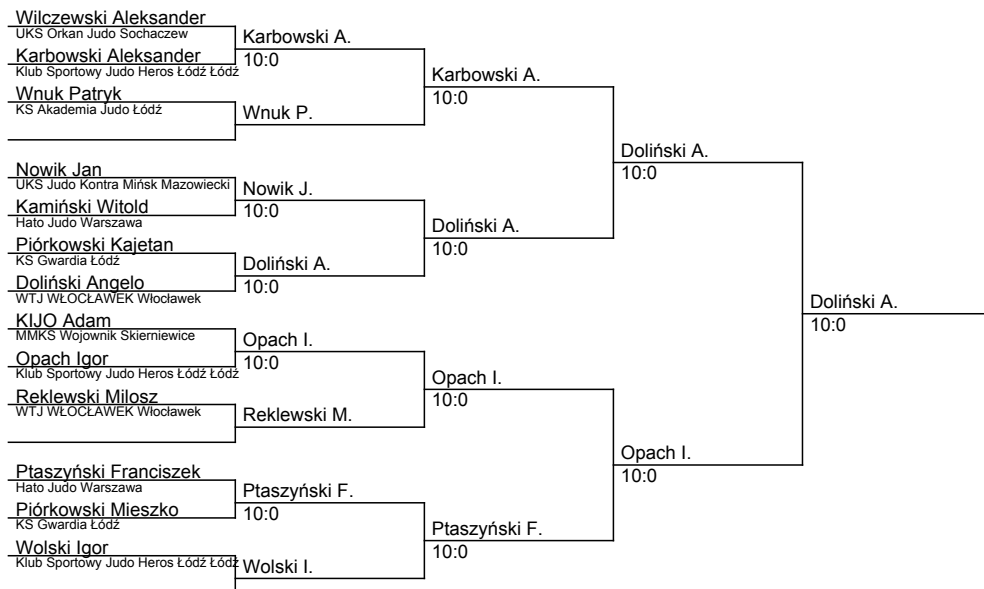 Wilczewski Aleksander
UKS Orkan Judo Sochaczew
Karbowski Aleksander
Klub Sportowy Judo Heros Łódź Łódź
Wnuk Patryk
KS Akademia Judo Łódź
Nowik Jan
UKS Judo Kontra Mińsk Mazowiecki
Kamiński Witold
Hato Judo Warszawa
Piórkowski Kajetan
KS Gwardia Łódź
Doliński Angelo
WTJ WŁOCŁAWEK Włocławek
KIJO Adam
MMKS Wojownik Skierniewice
Opach Igor
Klub Sportowy Judo Heros Łódź Łódź
Reklewski Milosz
WTJ WŁOCŁAWEK Włocławek
Ptaszyński Franciszek
Hato Judo Warszawa
Piórkowski Mieszko
KS Gwardia Łódź
Wolski Igor
Klub Sportowy Judo Heros Łódź Łódź
Karbowski A.
10:0
Wnuk P.
Nowik J.
10:0
Doliński A.
10:0
Opach I.
10:0
Reklewski M.
Ptaszyński F.
10:0
Wolski I.
Karbowski A.
10:0
Doliński A.
10:0
Opach I.
10:0
Ptaszyński F.
10:0
Doliński A.
10:0
Opach I.
10:0
Doliński A.
10:0